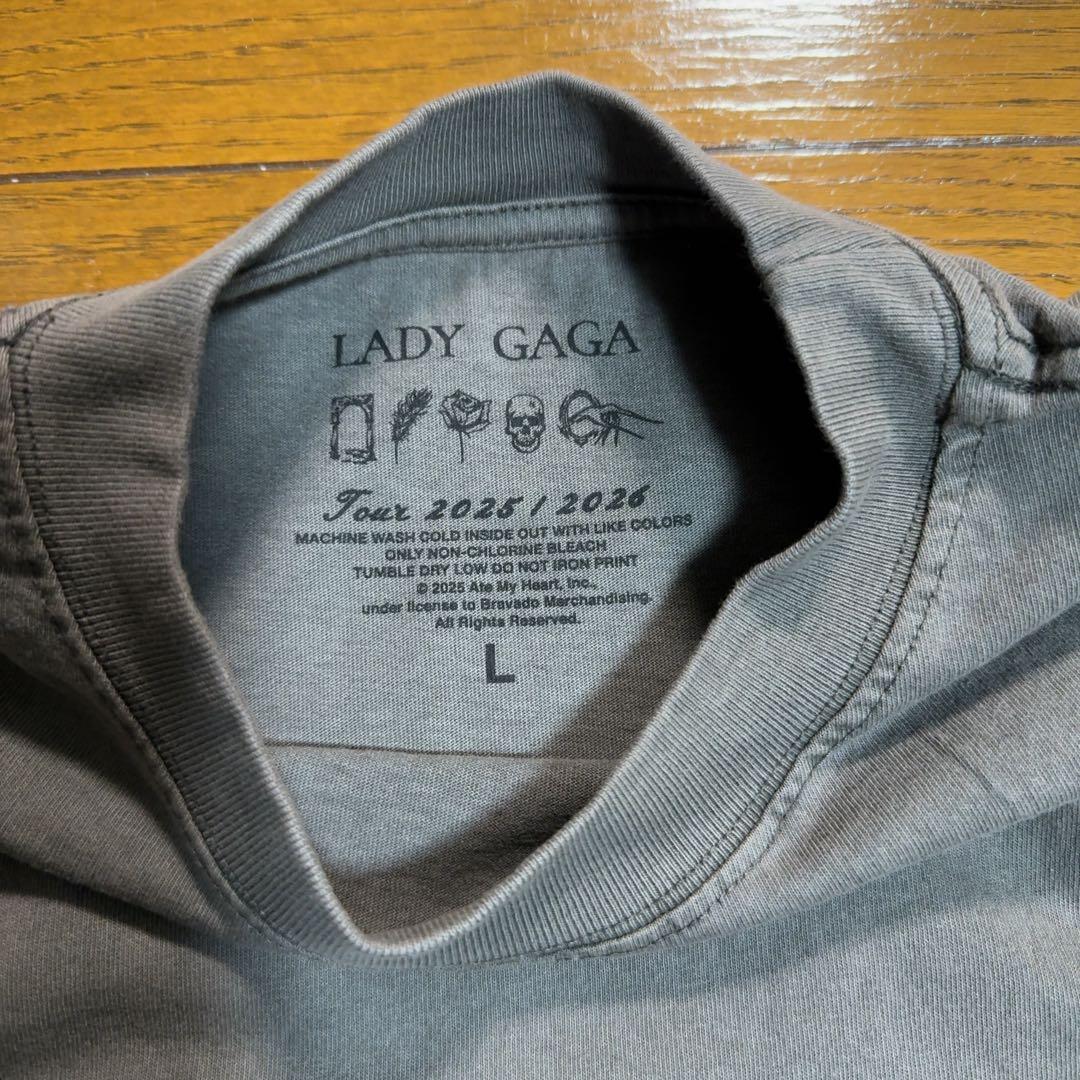 LADY GAGA
Tour 2025 / 2026
MACHINE WASH COLD INSIDE OUT WITH LIKE COLORS
ONLY NON-CHLORINE BLEACH
TUMBLE DRY LOW DO NOT IRON PRINT
© 2025 Ate My Heart, Inc.,
under license to Bravado Merchandising.
All Rights Reserved.
L